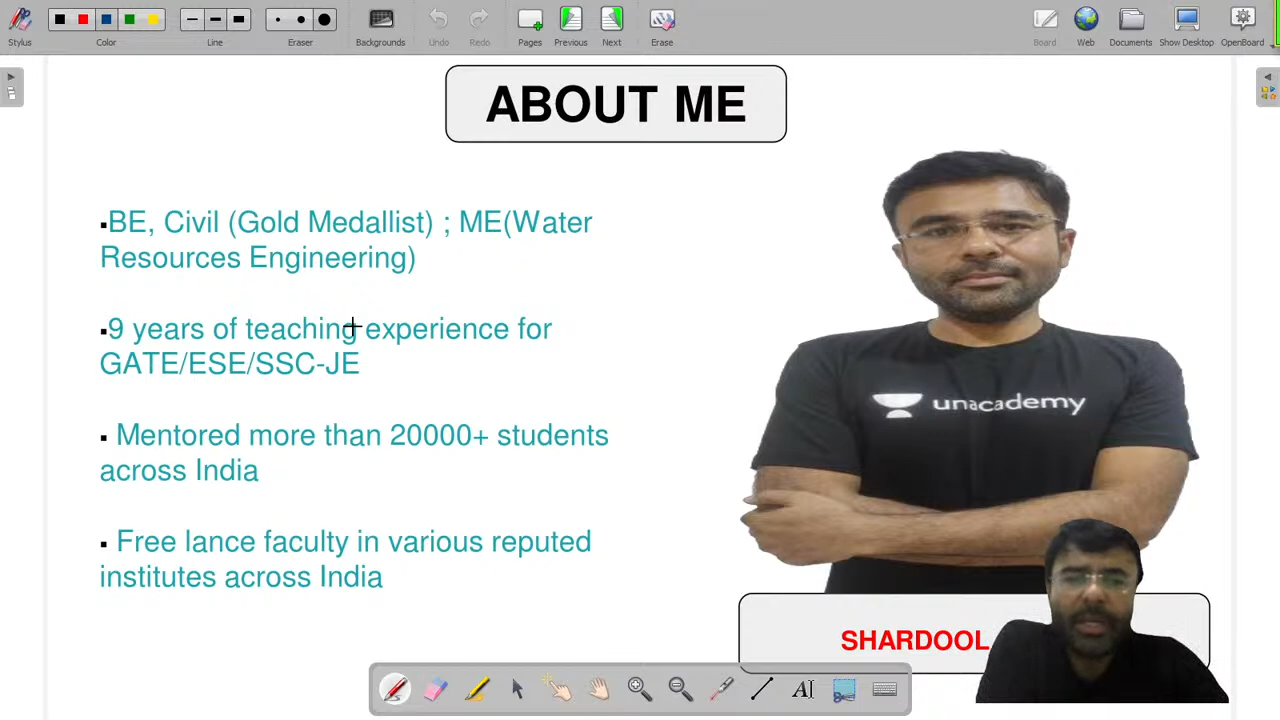 Stylus
Color
Line
Eraser
Backgrounds
Undo
Redo
Pages
Previous
Next
Erase
Board
Web
Documents
Show Desktop
OpenBoard
ABOUT ME
▪BE, Civil (Gold Medallist) ; ME(Water
Resources Engineering)
▪9 years of teaching experience for
GATE/ESE/SSC-JE
▪ Mentored more than 20000+ students
across India
▪ Free lance faculty in various reputed
institutes across India
unacademy
SHARDOOL
AI